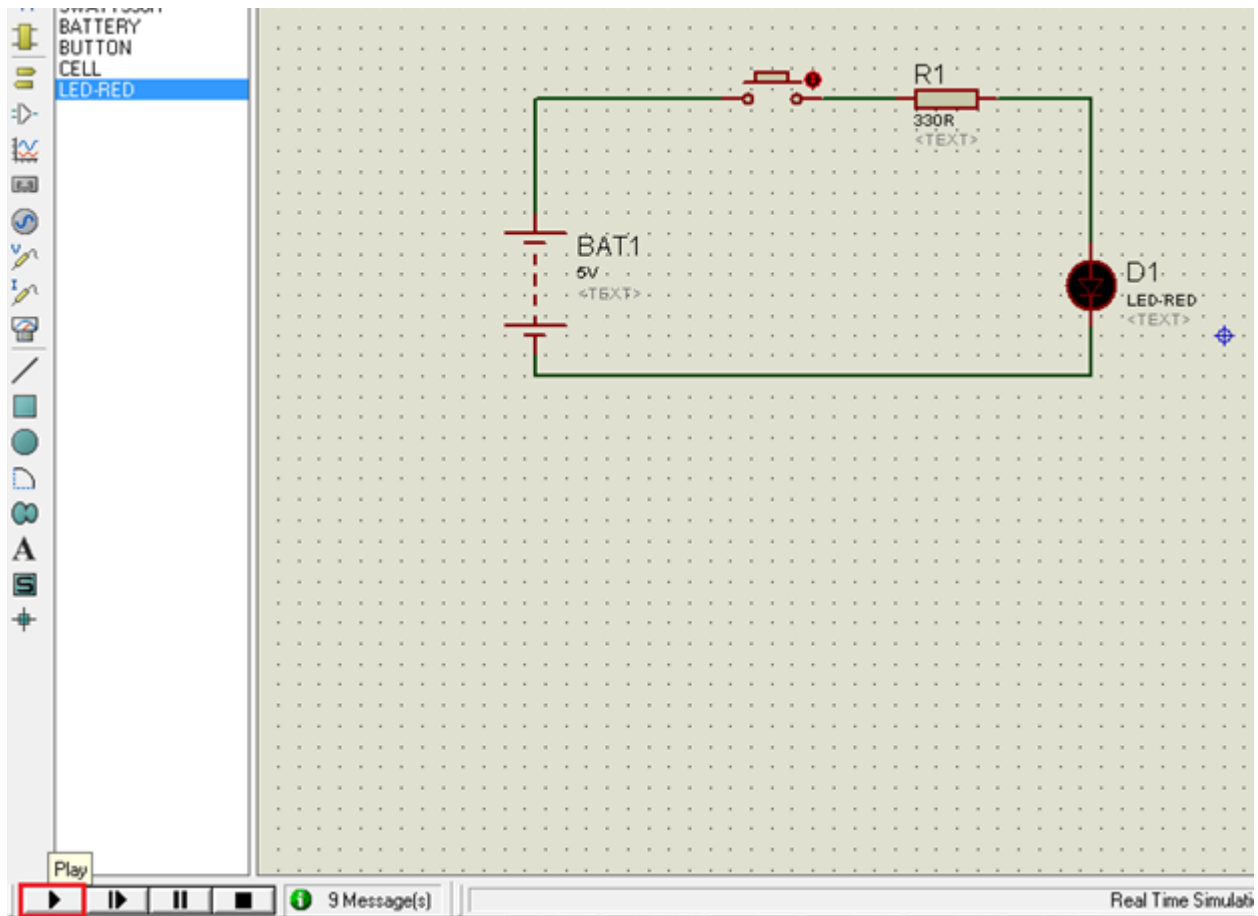 BATTERY
BUTTON
CELL
LED-RED
R1
330R
<TEXT>
BAT1
5V
<TEXT>
D1
LED-RED
<TEXT>
A
S
Play
9 Message(s)
Real Time Simulati